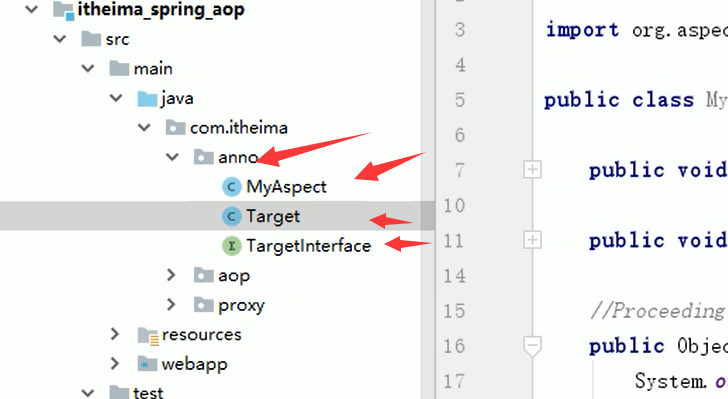 itheima_spring_aop
src
main
java
com.itheima
anno
MyAspect
Target
TargetInterface
aop
proxy
resources
webapp
test
3 import org.aspec
4
5 public class My
6
7 public void
10
11 public void
14
15 //Proceeding
16 public Objec
17 System.o